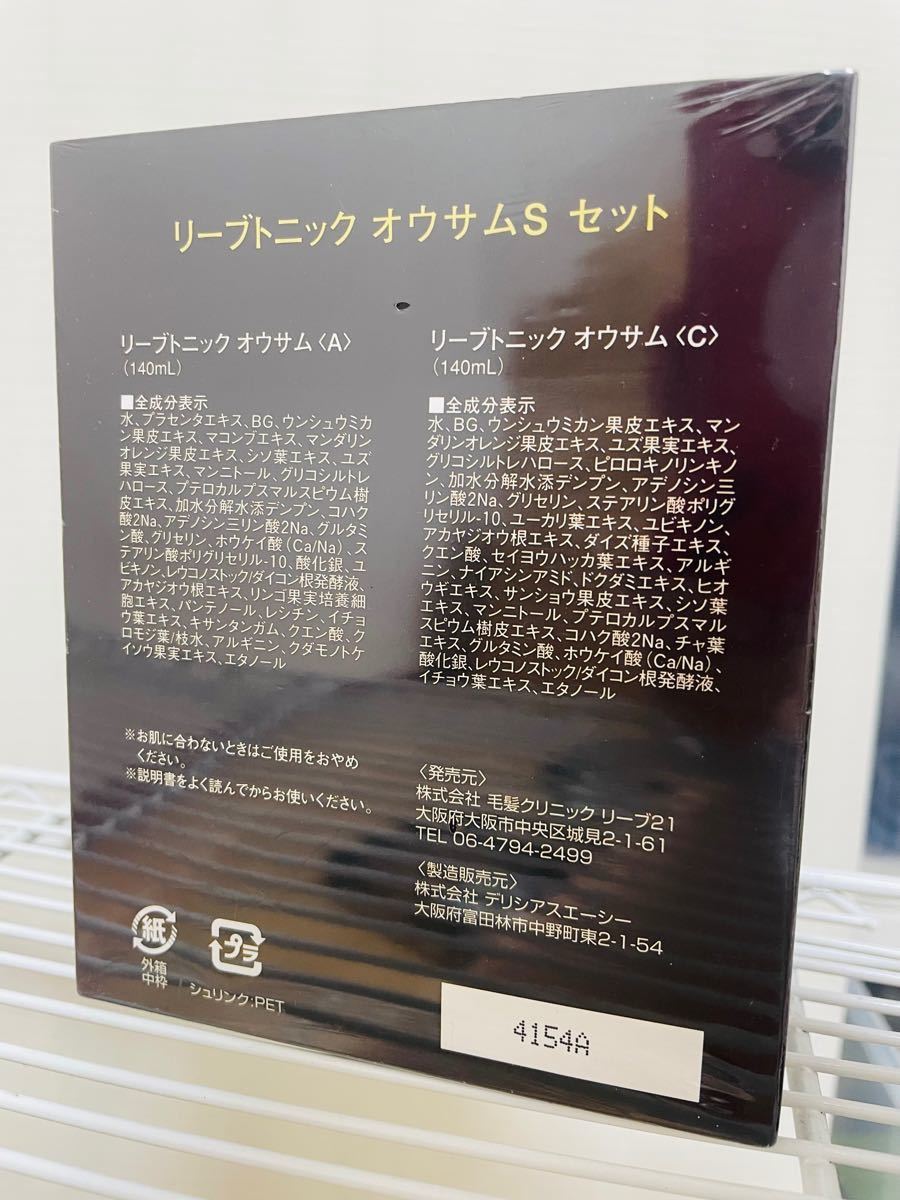 リーブトニック オウサムS セット
リーブトニック オウサム〈A〉
(140mL)
■全成分表示
水、プラセンタエキス、BG、ウンシュウミカ
ン果皮エキス、マコンブエキス、マンダリン
オレンジ果皮エキス、シソ葉エキス、ユズ
果実エキス、マンニトール、グリコシルトレ
ハロース、プテロカルプスマルスピウム樹
皮エキス、加水分解水添デンプン、コハク
酸2Na、アデノシン三リン酸2Na、グルタミ
ン酸、グリセリン、ホウケイ酸(Ca/Na)、ス
テアリン酸ポリグリセリル-10、酸化銀、ユ
ビキノン、レウコノストック/ダイコン根発酵液、
アカヤジオウ根エキス、リンゴ果実培養細
胞エキス、パンテノール、レシチン、イチョ
ウ葉エキス、キサンタンガム、クエン酸、ク
ロモジ葉/枝水、アルギニン、クダモノトケ
イソウ果実エキス、エタノール
リーブトニック オウサム〈C〉
(140mL)
■全成分表示
水、BG、ウンシュウミカン果皮エキス、マン
ダリンオレンジ果皮エキス、ユズ果実エキス、
グリコシルトレハロース、ピロロキノリンキノ
ン、加水分解水添デンプン、アデノシン三
リン酸2Na、グリセリン、ステアリン酸ポリグ
リセリル-10、ユーカリ葉エキス、ユビキノン、
アカヤジオウ根エキス、ダイズ種子エキス、
クエン酸、セイヨウハッカ葉エキス、アルギ
ニン、ナイアシンアミド、ドクダミエキス、ヒオ
ウギエキス、サンショウ果皮エキス、シソ葉
エキス、マンニトール、プテロカルプスマル
スピウム樹皮エキス、コハク酸2Na、チャ葉
エキス、グルタミン酸、ホウケイ酸(Ca/Na)、
酸化銀、レウコノストック/ダイコン根発酵液、
イチョウ葉エキス、エタノール
※お肌に合わないときはご使用をおやめ
ください。
※説明書をよく読んでからお使いください。
〈発売元〉
株式会社 毛髪クリニック リーブ21
大阪府大阪市中央区城見2-1-61
TEL 06-4794-2499
〈製造販売元〉
株式会社 デリシアスエーシー
大阪府富田林市中野町東2-1-54
紙
外箱
中枠
プラ
シュリンク:PET
4154A